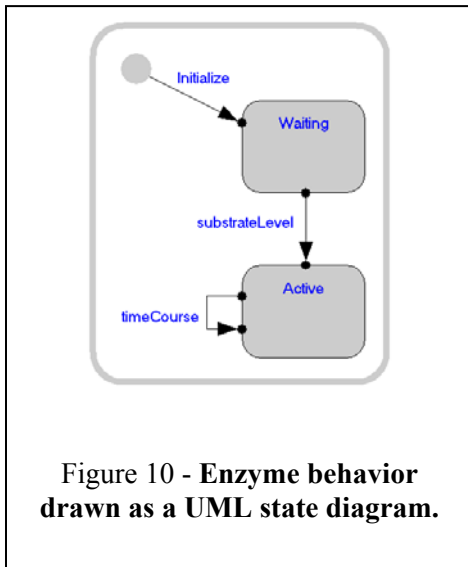 Initialize
Waiting
substrateLevel
Active
timeCourse
Figure 10 - Enzyme behavior
drawn as a UML state diagram.